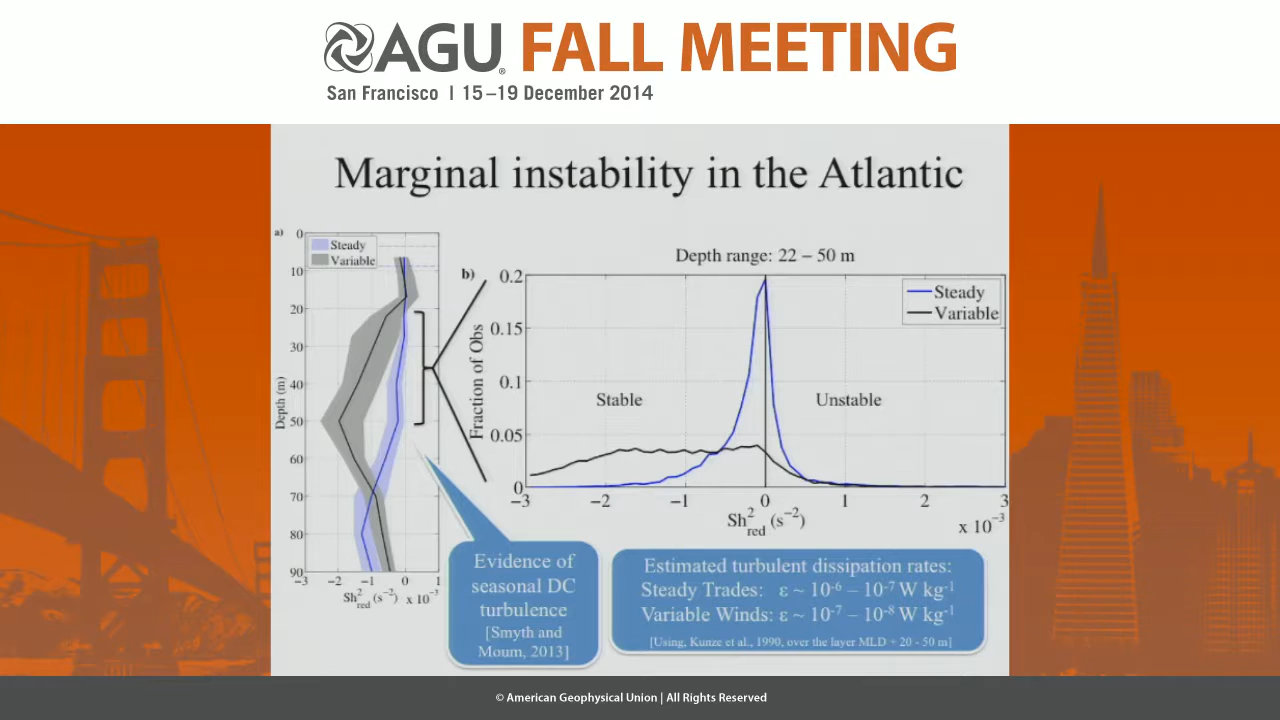 AGU FALL MEETING
San Francisco | 15–19 December 2014
Marginal instability in the Atlantic
a)
Steady
Variable
0
10
20
30
40
50
60
70
80
90
Depth (m)
−3 −2 −1 0 1
Sh²red (s⁻²) x 10⁻³
b)
Depth range: 22 – 50 m
Steady
Variable
0.2
0.15
0.1
0.05
0
Fraction of Obs
Stable
Unstable
−3 −2 −1 0 1 2 3
Sh²red (s⁻²)
x 10⁻³
Evidence of
seasonal DC
turbulence
[Smyth and
Moum, 2013]
Estimated turbulent dissipation rates:
Steady Trades: ε ~ 10⁻⁶ – 10⁻⁷ W kg⁻¹
Variable Winds: ε ~ 10⁻⁷ – 10⁻⁸ W kg⁻¹
[Using, Kunze et al., 1990, over the layer MLD + 20 - 50 m]
© American Geophysical Union | All Rights Reserved